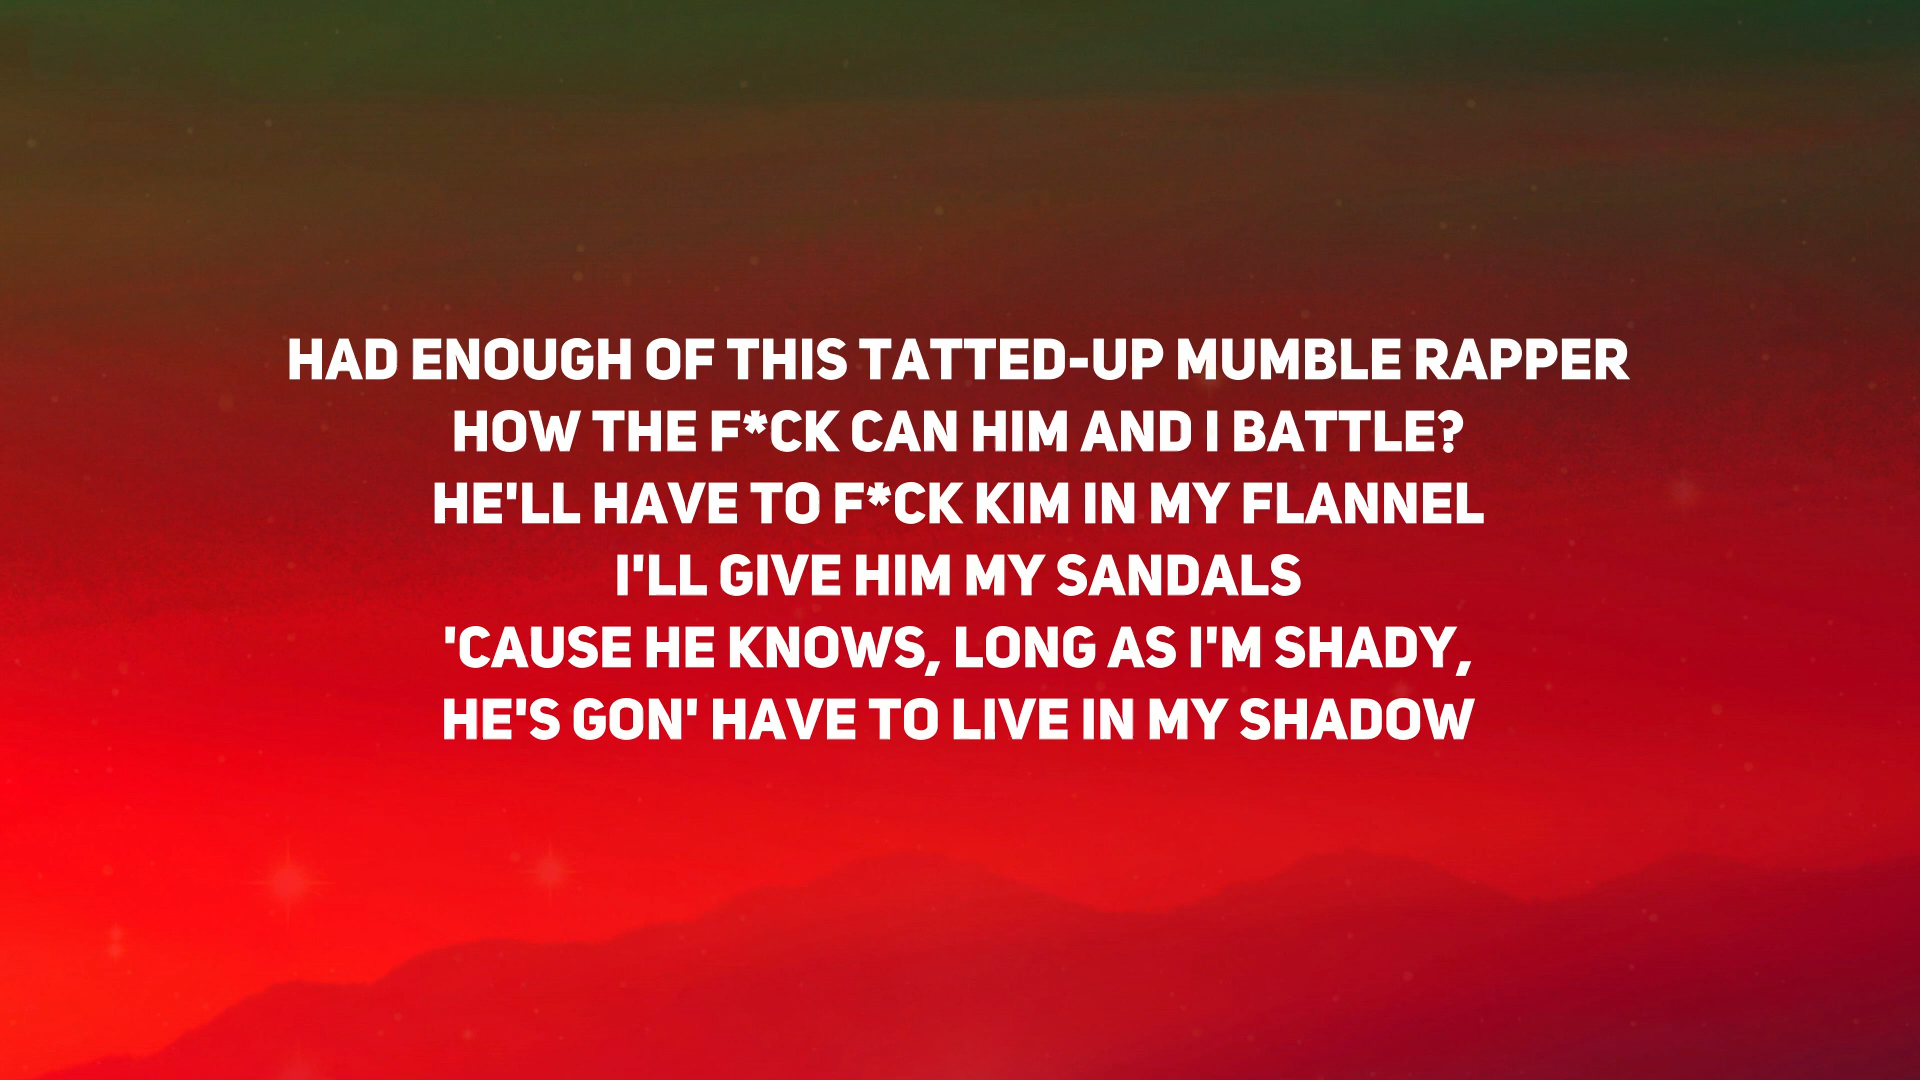 HAD ENOUGH OF THIS TATTED-UP MUMBLE RAPPER
HOW THE F*CK CAN HIM AND I BATTLE?
HE'LL HAVE TO F*CK KIM IN MY FLANNEL
I'LL GIVE HIM MY SANDALS
'CAUSE HE KNOWS, LONG AS I'M SHADY,
HE'S GON' HAVE TO LIVE IN MY SHADOW